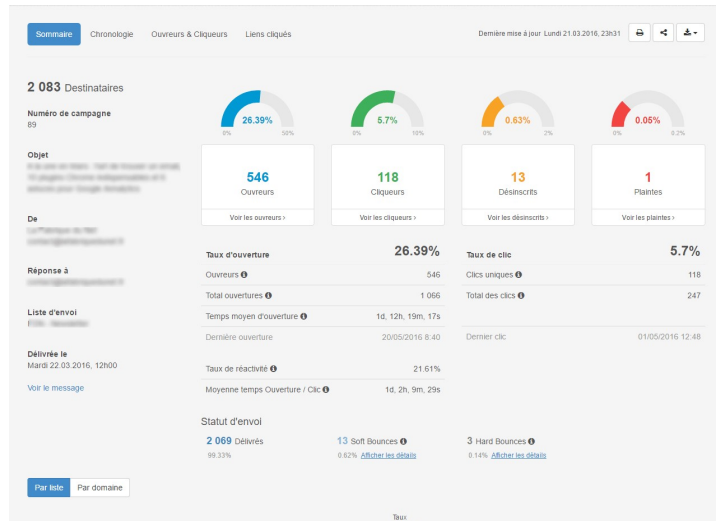 Sommaire Chronologie Ouvreurs & Cliqueurs Liens cliqués Dernière mise à jour Lundi 21.03.2016, 23h31
2 083 Destinataires
Numéro de campagne
89
Objet
De
Réponse à
Liste d'envoi
Délivrée le
Mardi 22.03.2016, 12h00
Voir le message
26.39% 5.7% 0.63% 0.05%
0% 50% 0% 10% 0% 2% 0% 0.2%
546 118 13 1
Ouvreurs Cliqueurs Désinscrits Plaintes
Voir les ouvreurs › Voir les cliqueurs › Voir les désinscrits › Voir les plaintes ›
Taux d'ouverture 26.39% Taux de clic 5.7%
Ouvreurs 546 Clics uniques 118
Total ouvertures 1 066 Total des clics 247
Temps moyen d'ouverture 1d, 12h, 19m, 17s
Dernière ouverture 20/05/2016 8:40 Dernier clic 01/05/2016 12:48
Taux de réactivité 21.61%
Moyenne temps Ouverture / Clic 1d, 2h, 9m, 29s
Statut d'envoi
2 069 Délivrés 13 Soft Bounces 3 Hard Bounces
99.33% 0.62% Afficher les détails 0.14% Afficher les détails
Par liste Par domaine
Taux